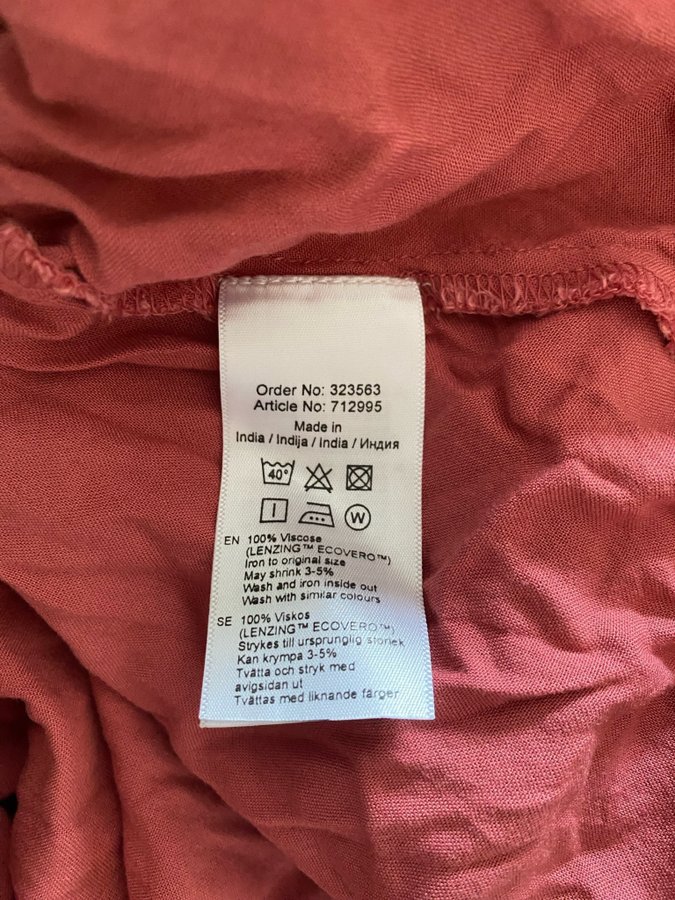 Order No: 323563
Article No: 712995
Made in
India / Indija / India / Индия
40°
I
W
EN 100% Viscose
(LENZING™ ECOVERO™)
Iron to original size
May shrink 3-5%
Wash and iron inside out
Wash with similar colours
SE 100% Viskos
(LENZING™ ECOVERO™)
Strykes till ursprunglig storlek
Kan krympa 3-5%
Tvätta och stryk med
avigsidan ut
Tvättas med liknande färger